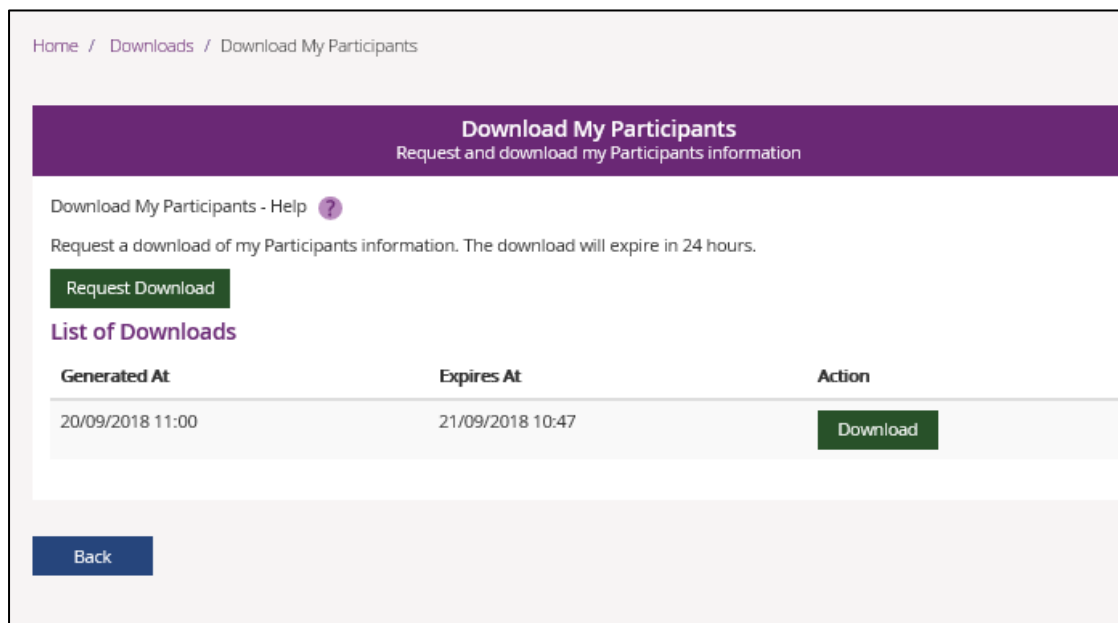 Home / Downloads / Download My Participants
Download My Participants
Request and download my Participants information
Download My Participants - Help ?
Request a download of my Participants information. The download will expire in 24 hours.
Request Download
List of Downloads
Generated At Expires At Action
20/09/2018 11:00 21/09/2018 10:47 Download
Back